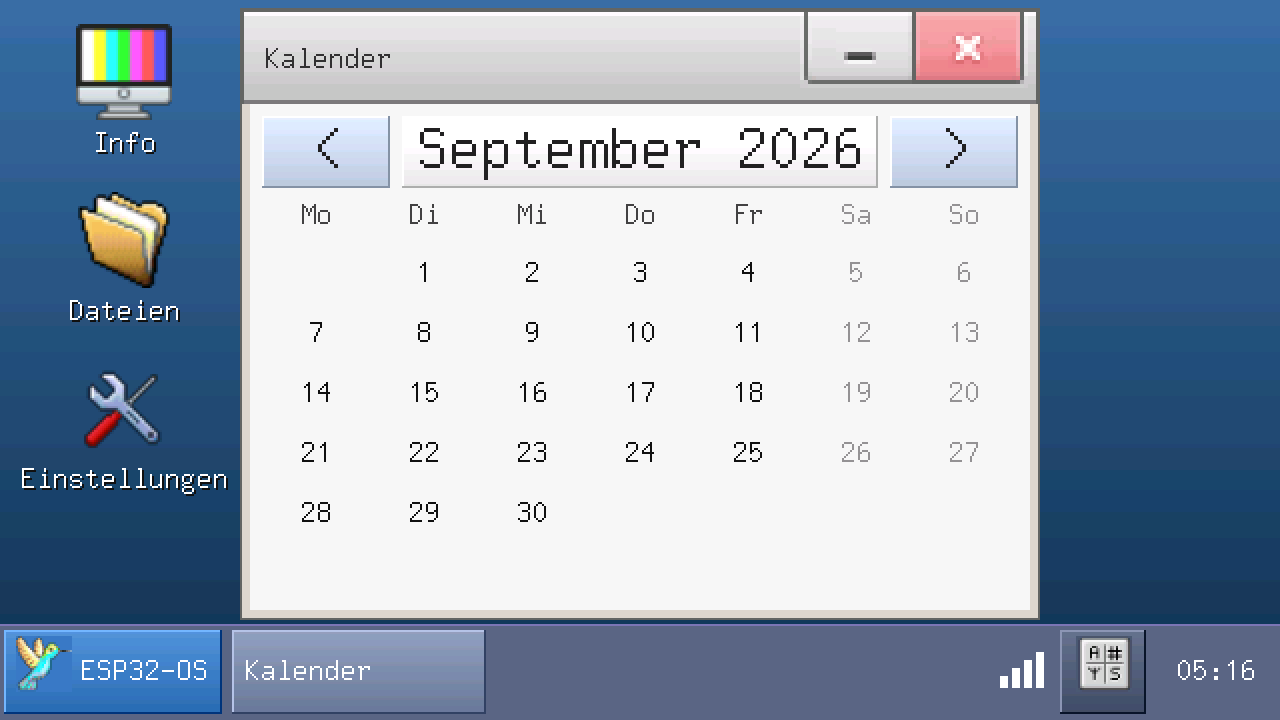 Info
Dateien
Einstellungen
Kalender
September 2026
Mo Di Mi Do Fr Sa So
1 2 3 4 5 6
7 8 9 10 11 12 13
14 15 16 17 18 19 20
21 22 23 24 25 26 27
28 29 30
ESP32-OS
Kalender
A #
Y S
05:16